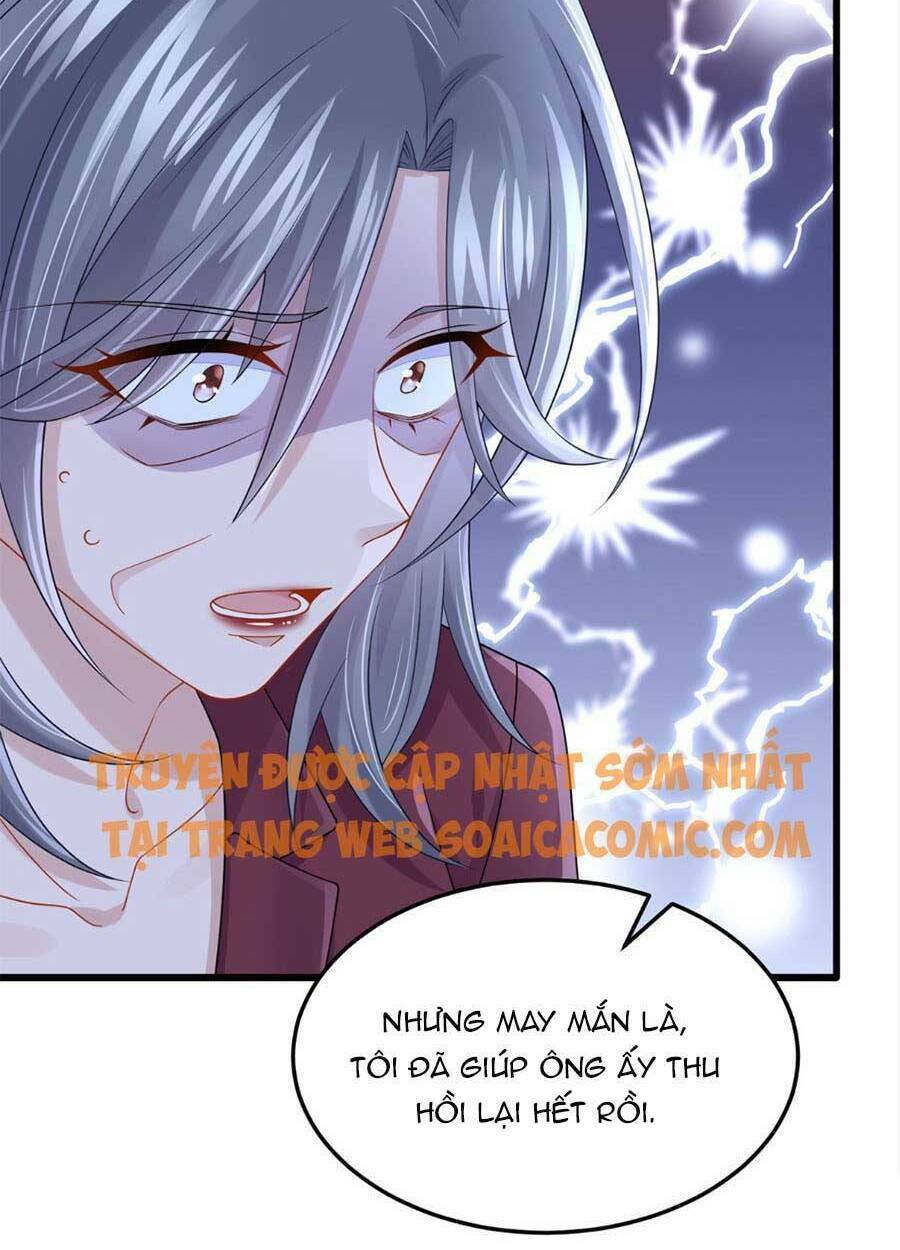 TRUYỆN ĐƯỢC CẬP NHẬT SỚM NHẤT
TẠI TRANG WEB SOAICACOMIC.COM
NHƯNG MAY MẮN LÀ,
TÔI ĐÃ GIÚP ÔNG ẤY THU
HỒI LẠI HẾT RỒI.